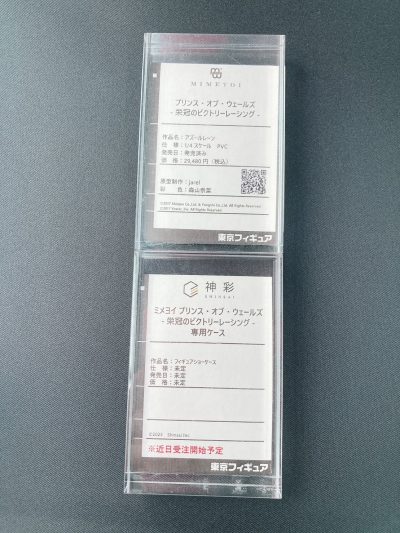 MIMEYOI
プリンス・オブ・ウェールズ
- 栄冠のビクトリーレーシング -
作品名：アズールレーン
仕　様：1/4 スケール　PVC
発売日：発売済み
価　格：29,480 円（税込）
原型制作：jarel
彩　　色：森山奈菜
東京フィギュア
神彩
SHINSAI
ミメヨイ プリンス・オブ・ウェールズ
- 栄冠のビクトリーレーシング -
専用ケース
作品名：フィギュアショーケース
仕　様：未定
発売日：未定
価　格：未定
©2023 Shinsai,Inc.
※近日受注開始予定
東京フィギュア